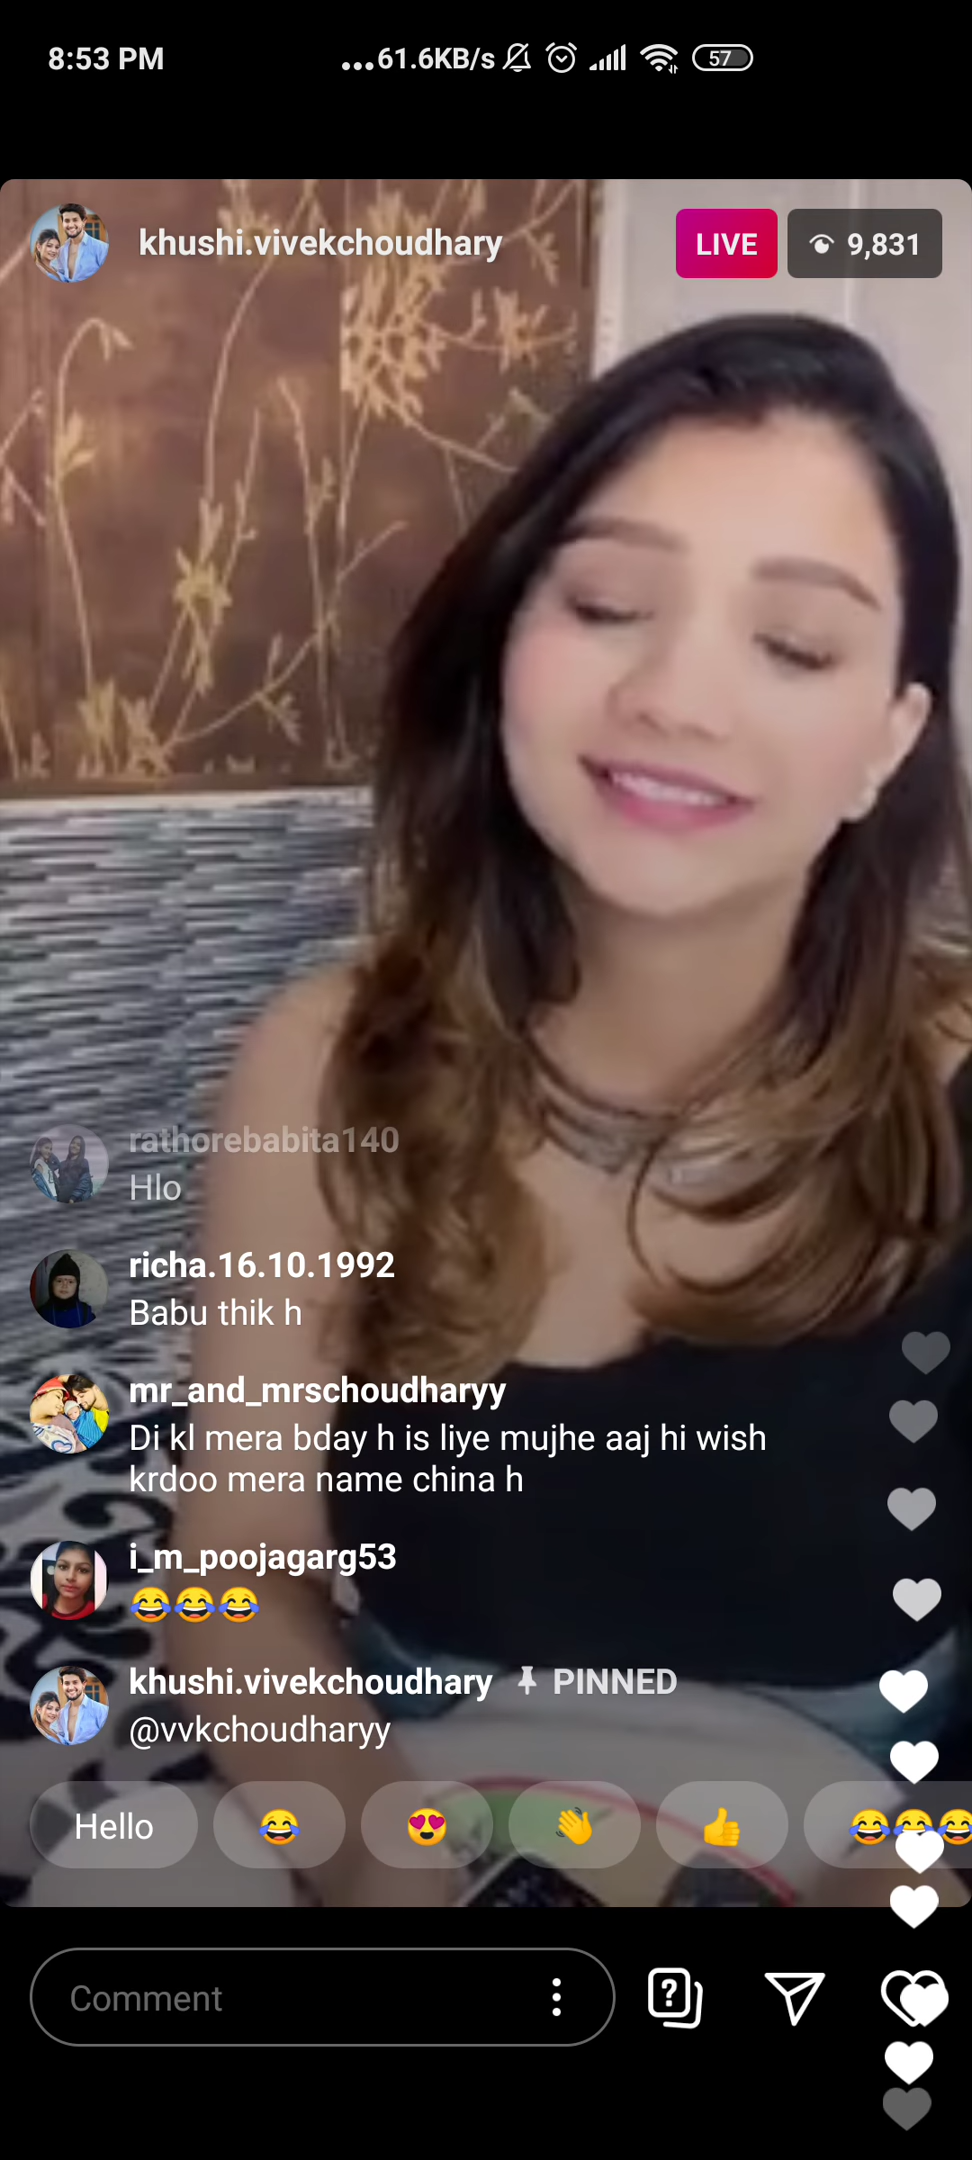 8:53 PM
...61.6KB/s
57
khushi.vivekchoudhary
LIVE
9,831
rathorebabita140
Hlo
richa.16.10.1992
Babu thik h
mr_and_mrschoudharyy
Di kl mera bday h is liye mujhe aaj hi wish
krdoo mera name china h
i_m_poojagarg53
😂😂😂
khushi.vivekchoudhary PINNED
@vvkchoudharyy
Hello 😂 😍 👋 👍 😂😂😂
Comment